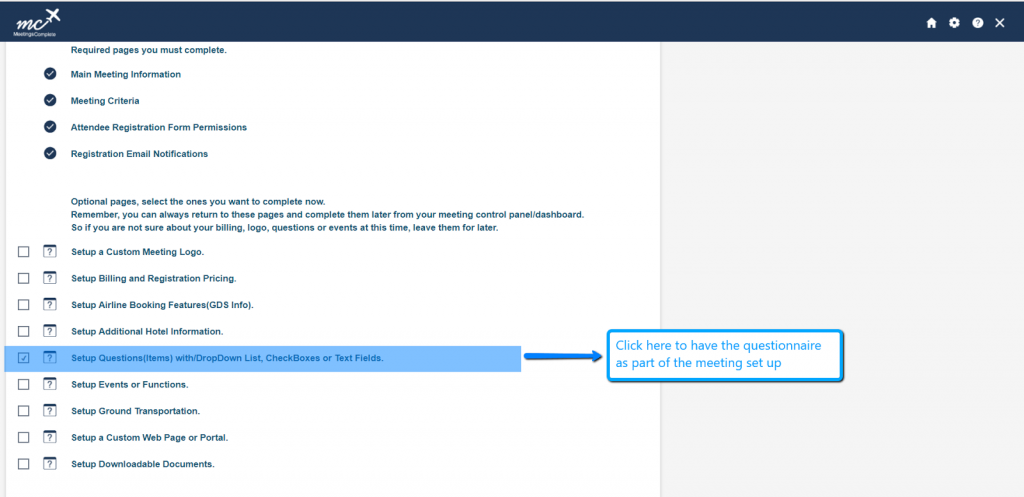 mc
MeetingsComplete
Required pages you must complete.
Main Meeting Information
Meeting Criteria
Attendee Registration Form Permissions
Registration Email Notifications
Optional pages, select the ones you want to complete now.
Remember, you can always return to these pages and complete them later from your meeting control panel/dashboard.
So if you are not sure about your billing, logo, questions or events at this time, leave them for later.
Setup a Custom Meeting Logo.
Setup Billing and Registration Pricing.
Setup Airline Booking Features(GDS Info).
Setup Additional Hotel Information.
Setup Questions(Items) with/DropDown List, CheckBoxes or Text Fields.
Click here to have the questionnaire
as part of the meeting set up
Setup Events or Functions.
Setup Ground Transportation.
Setup a Custom Web Page or Portal.
Setup Downloadable Documents.